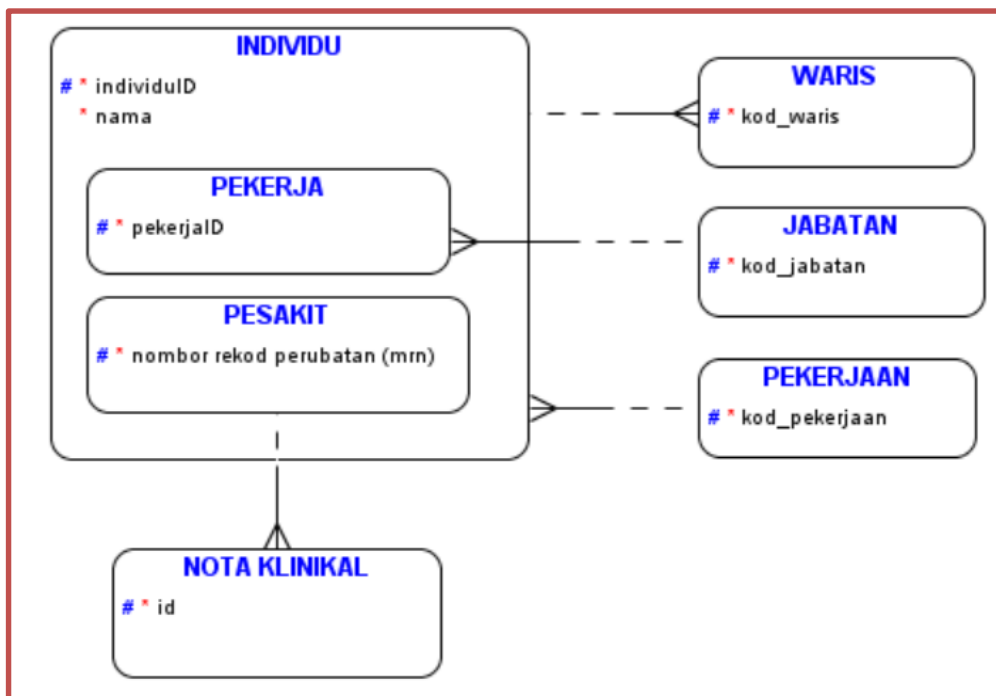 INDIVIDU
# * individuID
* nama
PEKERJA
# * pekerjaID
PESAKIT
# * nombor rekod perubatan (mrn)
WARIS
# * kod_waris
JABATAN
# * kod_jabatan
PEKERJAAN
# * kod_pekerjaan
NOTA KLINIKAL
# * id